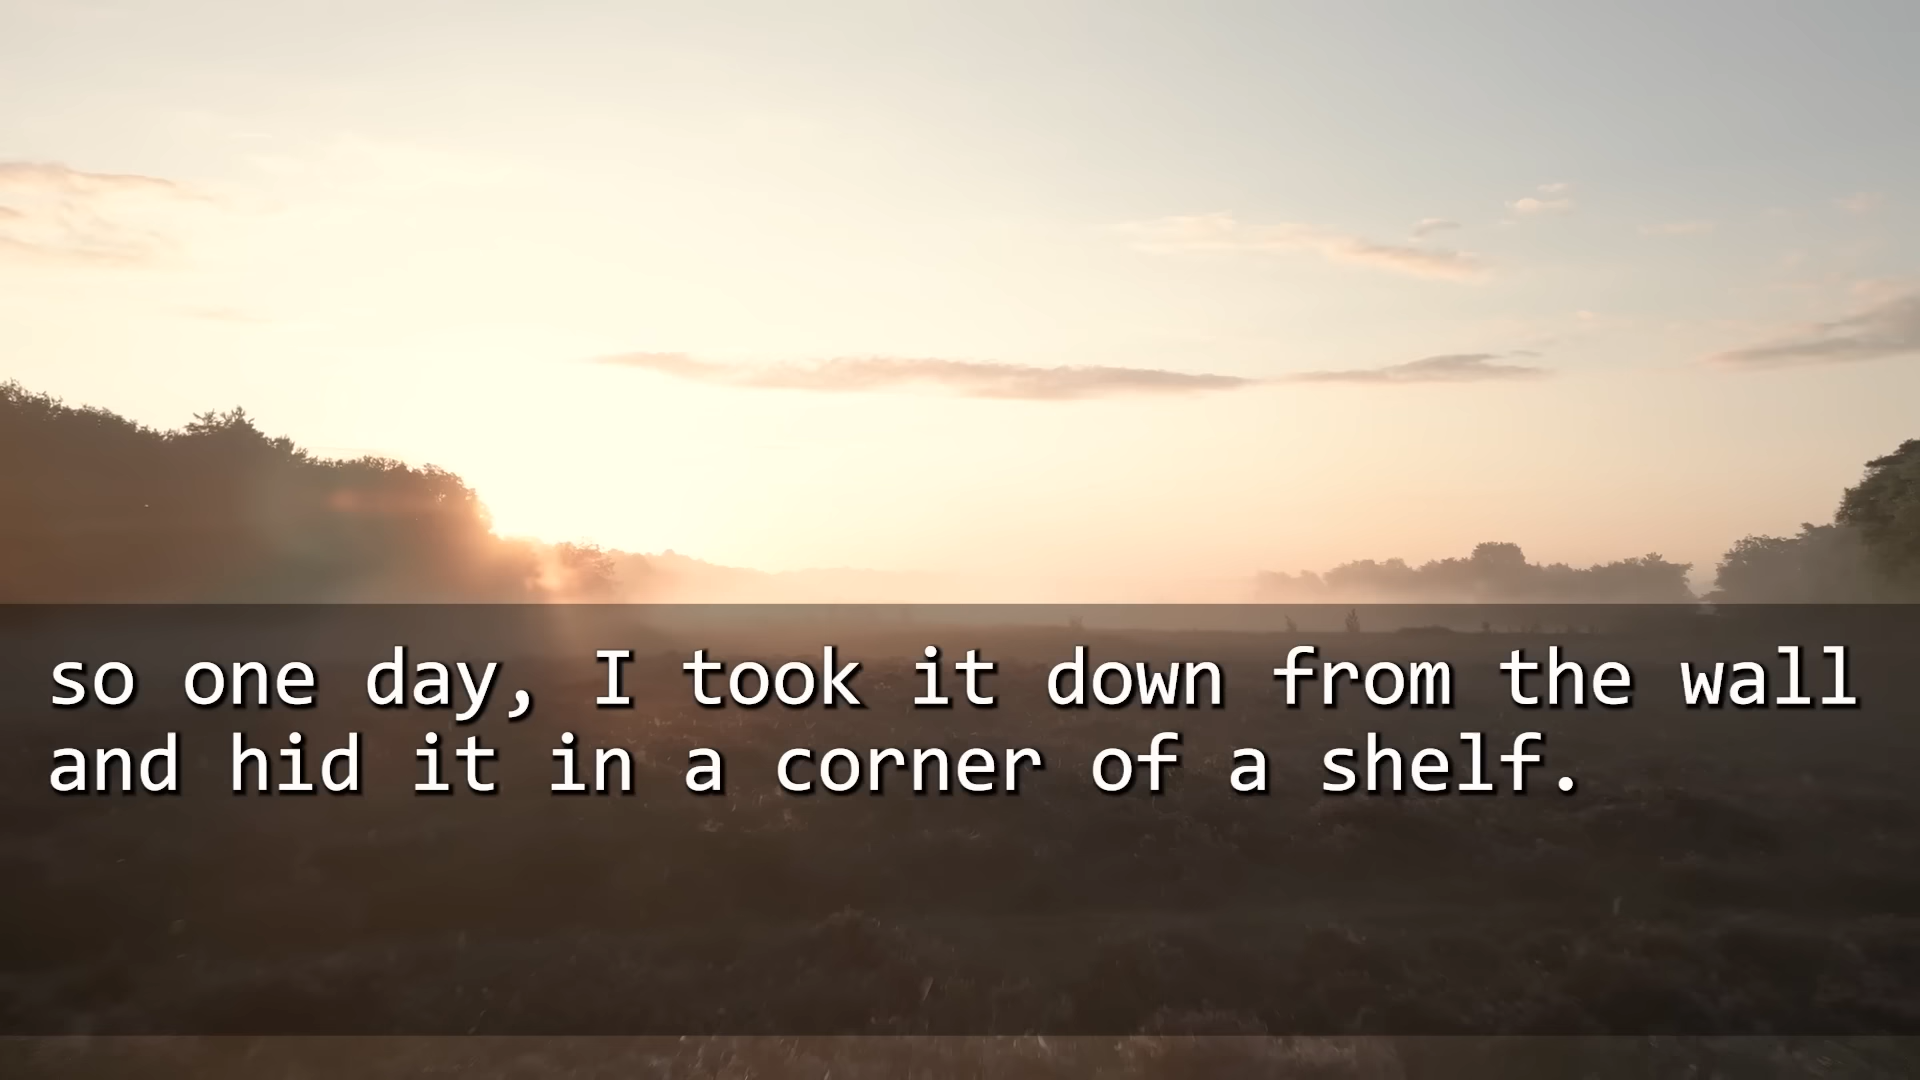 so one day, I took it down from the wall
and hid it in a corner of a shelf.